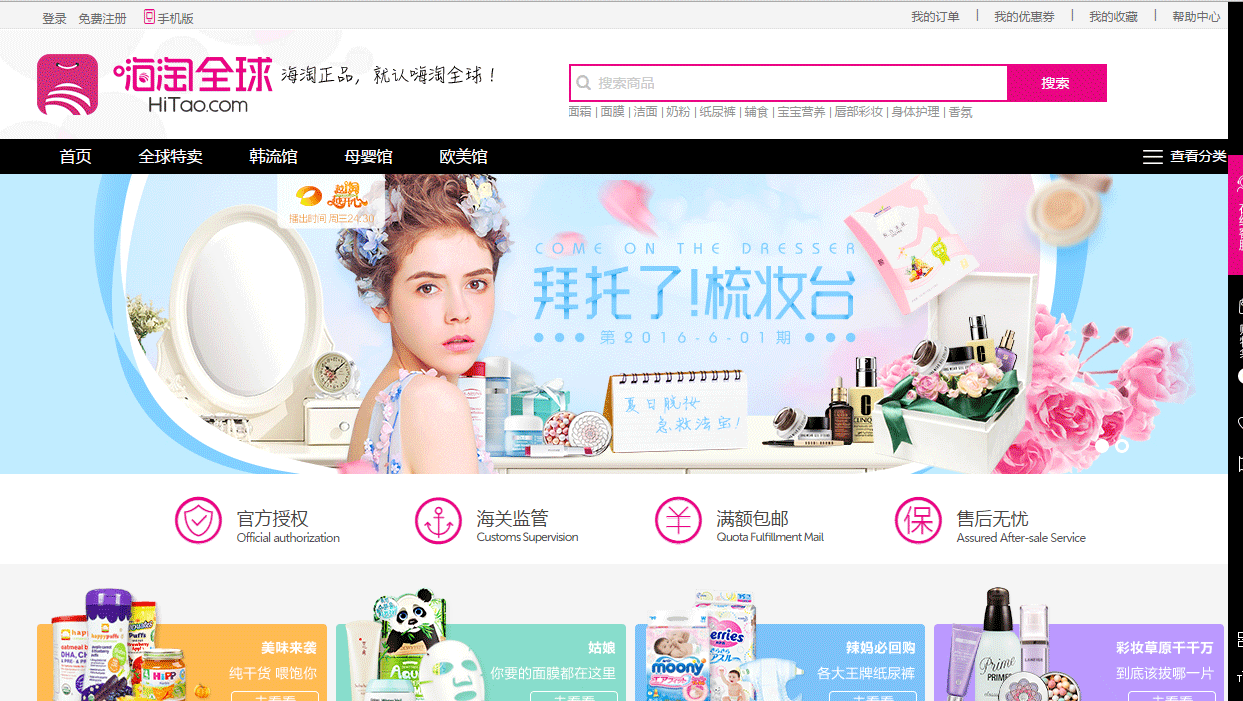 登录 免费注册 手机版 我的订单 | 我的优惠券 | 我的收藏 | 帮助中心
嗨淘全球 嗨淘正品，就认嗨淘全球！
HiTao.com
搜索商品 搜索
面霜 | 面膜 | 洁面 | 奶粉 | 纸尿裤 | 辅食 | 宝宝营养 | 唇部彩妆 | 身体护理 | 香氛
首页 全球特卖 韩流馆 母婴馆 欧美馆 查看分类
越淘越开心
播出时间 周三24:30
COME ON THE DRESSER
拜托了!梳妆台
第2016-6-01期
夏日脱妆
急救法宝!
CLINIQUE
官方授权 海关监管 满额包邮 售后无忧
Official authorization Customs Supervision Quota Fulfillment Mail Assured After-sale Service
美味来袭 姑娘 辣妈必回购 彩妆草原千千万
纯干货 喂饱你 你要的面膜都在这里 各大王牌纸尿裤 到底该拔哪一片
moony
HiPP
Prime